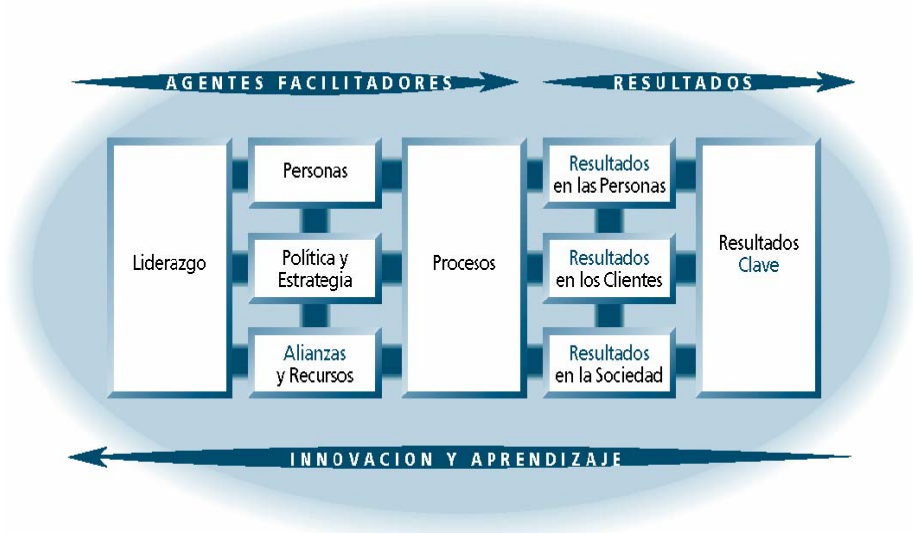 AGENTES FACILITADORES
RESULTADOS
Liderazgo
Personas
Política y
Estrategia
Alianzas
y Recursos
Procesos
Resultados
en las Personas
Resultados
en los Clientes
Resultados
en la Sociedad
Resultados
Clave
INNOVACION Y APRENDIZAJE